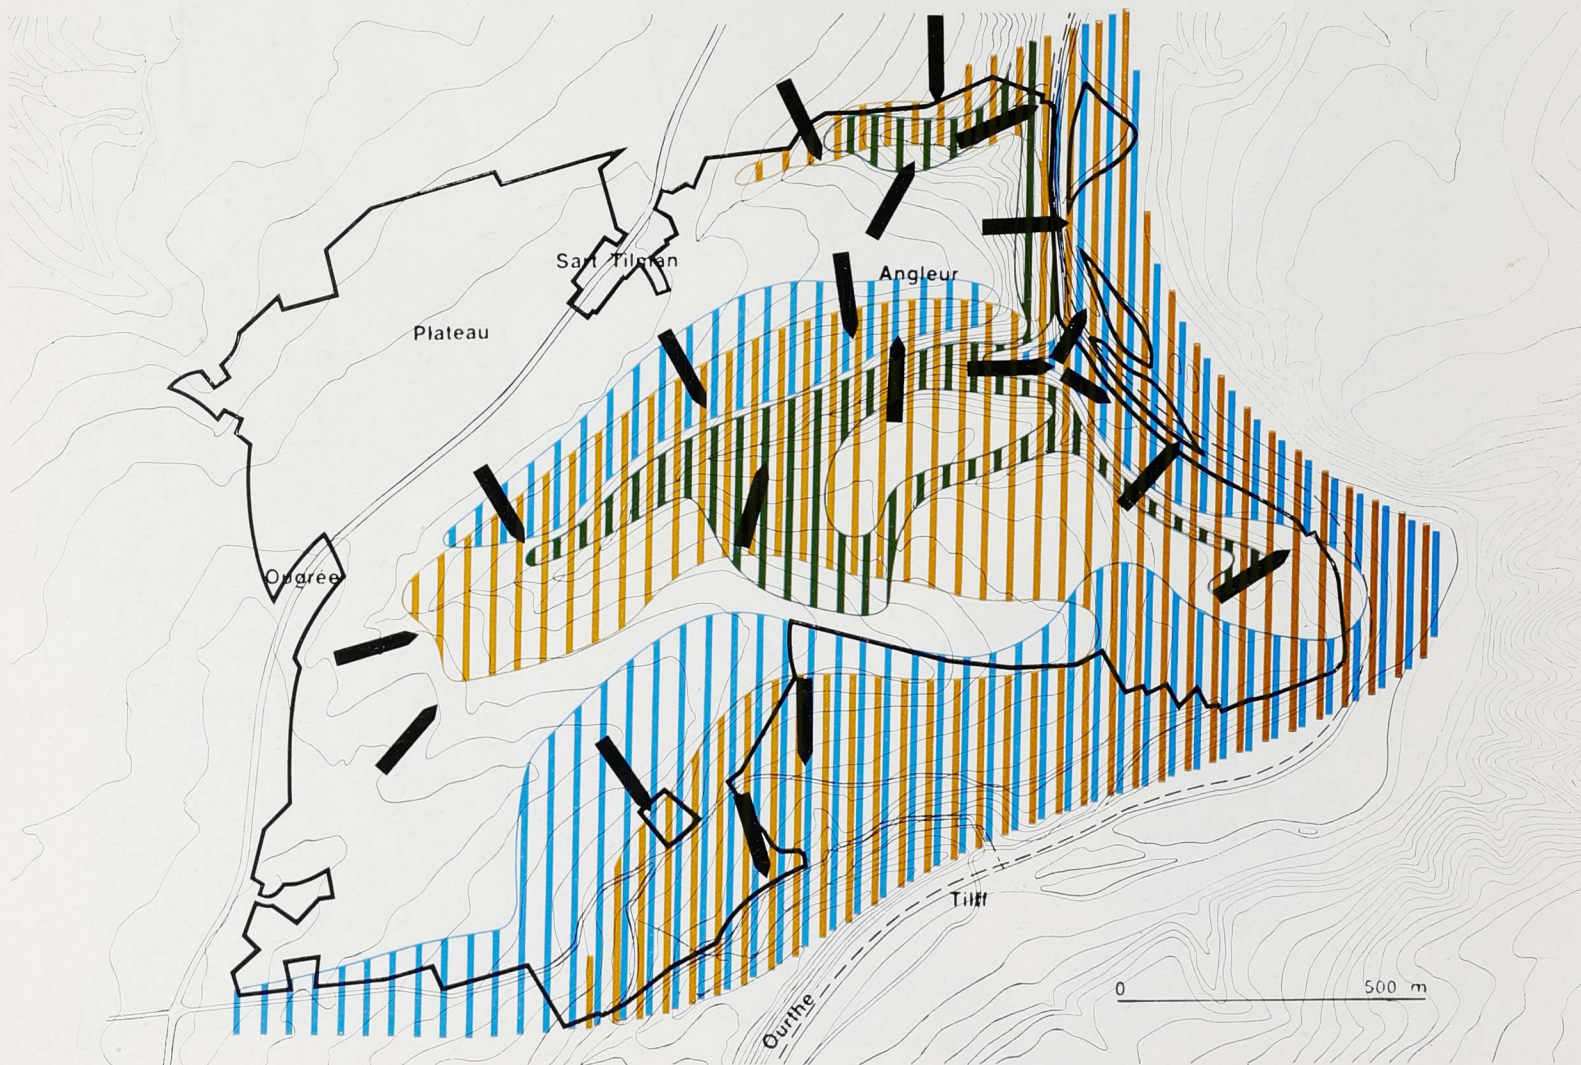 Sart Tilman
Angleur
Plateau
Ougrée
Tilff
0 500 m
Ourthe